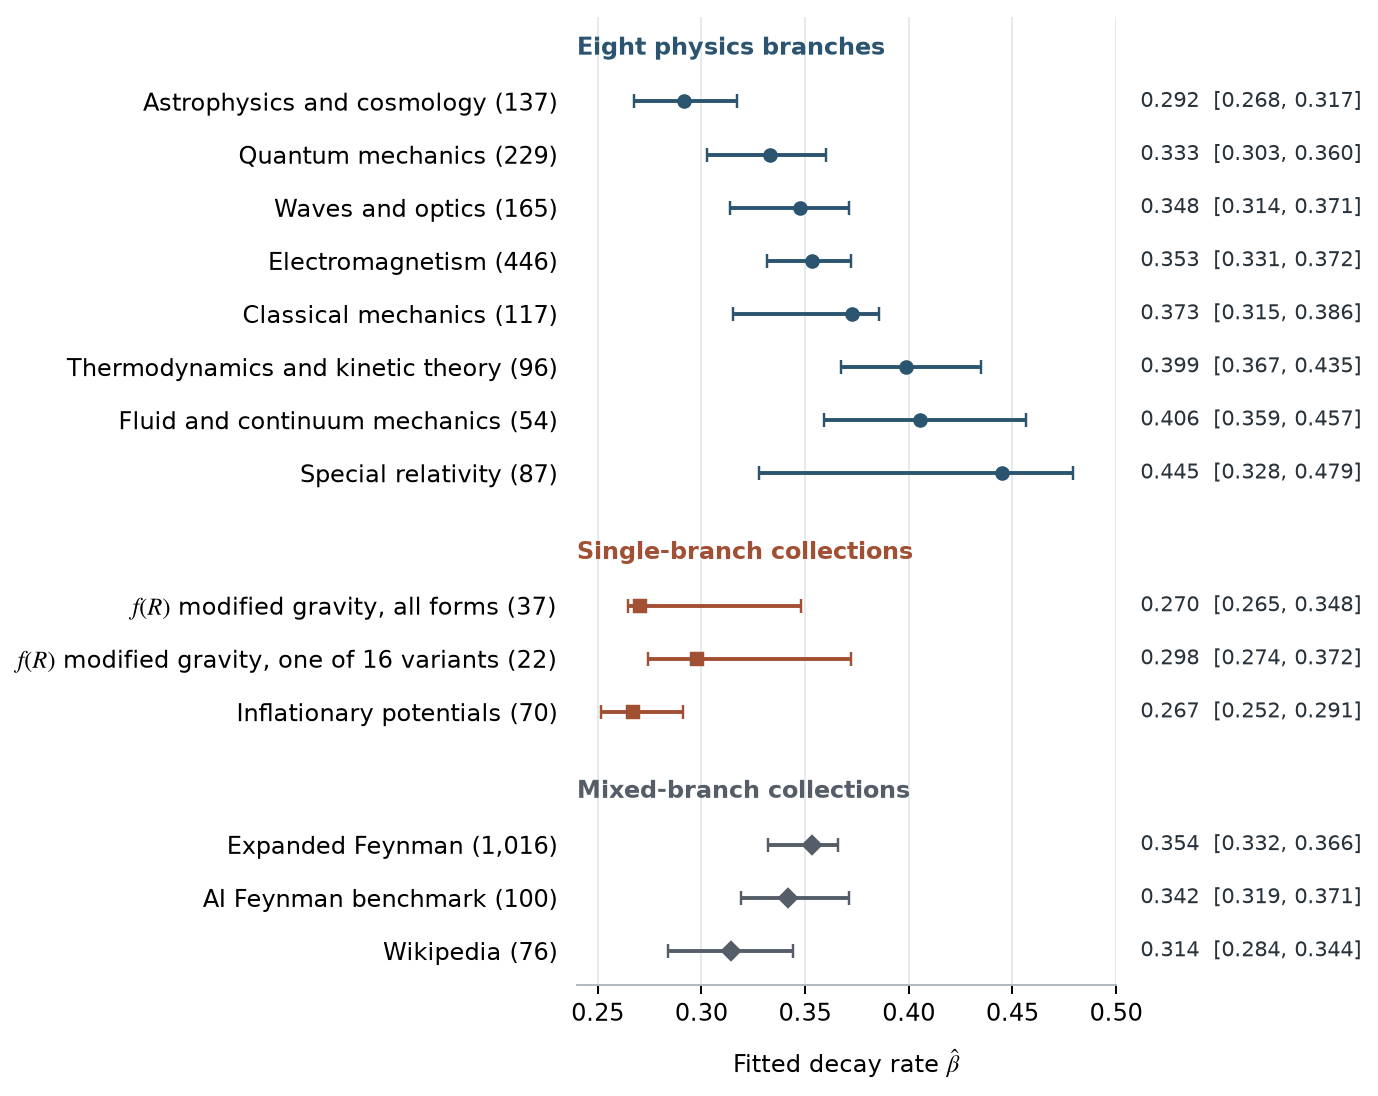 Eight physics branches
Astrophysics and cosmology (137) 0.292 [0.268, 0.317]
Quantum mechanics (229) 0.333 [0.303, 0.360]
Waves and optics (165) 0.348 [0.314, 0.371]
Electromagnetism (446) 0.353 [0.331, 0.372]
Classical mechanics (117) 0.373 [0.315, 0.386]
Thermodynamics and kinetic theory (96) 0.399 [0.367, 0.435]
Fluid and continuum mechanics (54) 0.406 [0.359, 0.457]
Special relativity (87) 0.445 [0.328, 0.479]
Single-branch collections
f(R) modified gravity, all forms (37) 0.270 [0.265, 0.348]
f(R) modified gravity, one of 16 variants (22) 0.298 [0.274, 0.372]
Inflationary potentials (70) 0.267 [0.252, 0.291]
Mixed-branch collections
Expanded Feynman (1,016) 0.354 [0.332, 0.366]
AI Feynman benchmark (100) 0.342 [0.319, 0.371]
Wikipedia (76) 0.314 [0.284, 0.344]
0.25 0.30 0.35 0.40 0.45 0.50
Fitted decay rate β̂